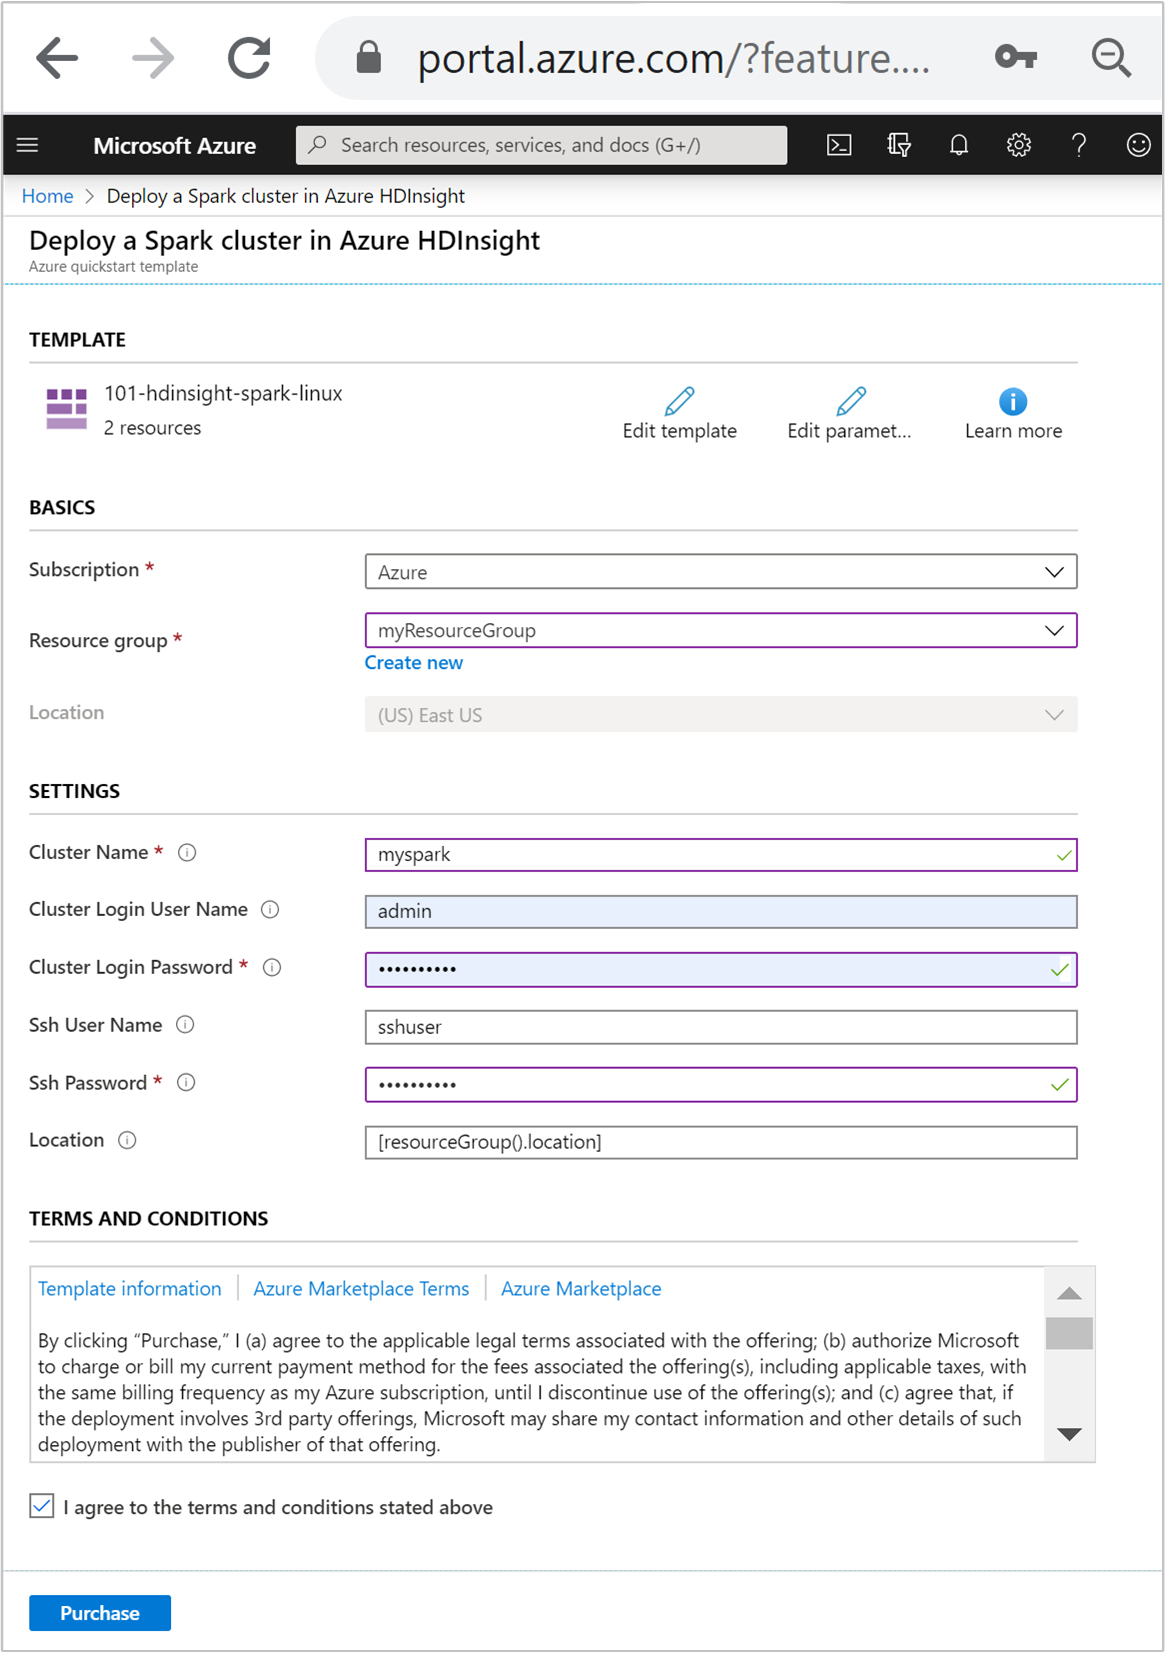 portal.azure.com/?feature....
Microsoft Azure
Search resources, services, and docs (G+/)
Home > Deploy a Spark cluster in Azure HDInsight
Deploy a Spark cluster in Azure HDInsight
Azure quickstart template
TEMPLATE
101-hdinsight-spark-linux
2 resources
Edit template
Edit paramet...
Learn more
BASICS
Subscription *
Azure
Resource group *
myResourceGroup
Create new
Location
(US) East US
SETTINGS
Cluster Name *
myspark
Cluster Login User Name
admin
Cluster Login Password *
••••••••••
Ssh User Name
sshuser
Ssh Password *
••••••••••
Location
[resourceGroup().location]
TERMS AND CONDITIONS
Template information | Azure Marketplace Terms | Azure Marketplace
By clicking “Purchase,” I (a) agree to the applicable legal terms associated with the offering; (b) authorize Microsoft
to charge or bill my current payment method for the fees associated the offering(s), including applicable taxes, with
the same billing frequency as my Azure subscription, until I discontinue use of the offering(s); and (c) agree that, if
the deployment involves 3rd party offerings, Microsoft may share my contact information and other details of such
deployment with the publisher of that offering.
I agree to the terms and conditions stated above
Purchase